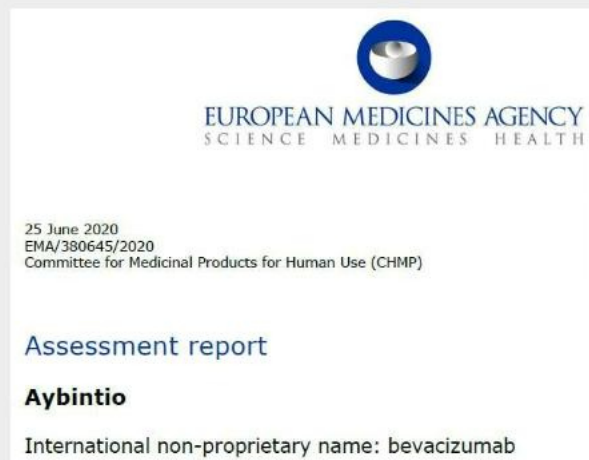 EUROPEAN MEDICINES AGENCY
SCIENCE MEDICINES HEALTH
25 June 2020
EMA/380645/2020
Committee for Medicinal Products for Human Use (CHMP)
Assessment report
Aybintio
International non-proprietary name: bevacizumab